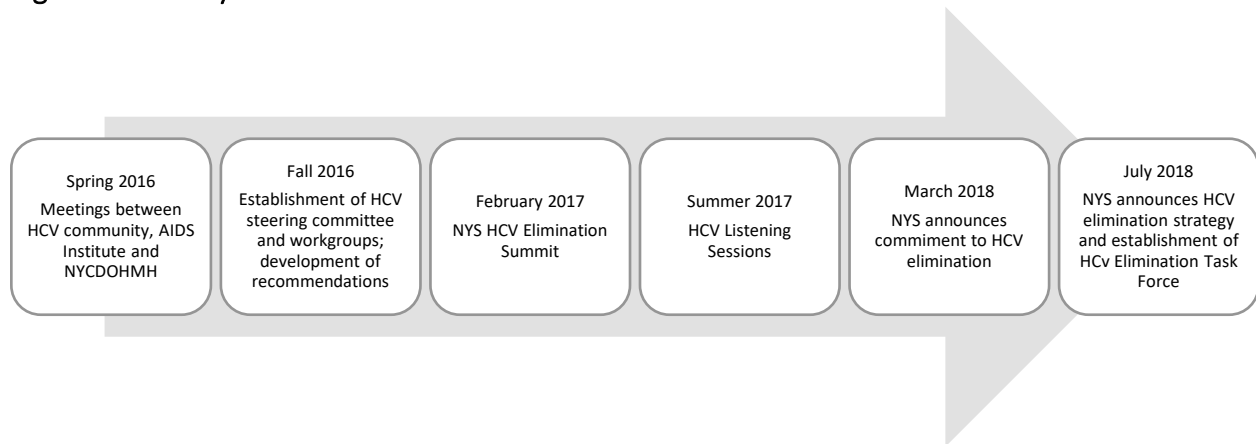 Spring 2016
Meetings between
HCV community, AIDS
Institute and
NYCDOHMH
Fall 2016
Establishment of HCV
steering committee
and workgroups;
development of
recommendations
February 2017
NYS HCV Elimination
Summit
Summer 2017
HCV Listening
Sessions
March 2018
NYS announces
commiment to HCV
elimination
July 2018
NYS announces HCV
elimination strategy
and establishment of
HCv Elimination Task
Force